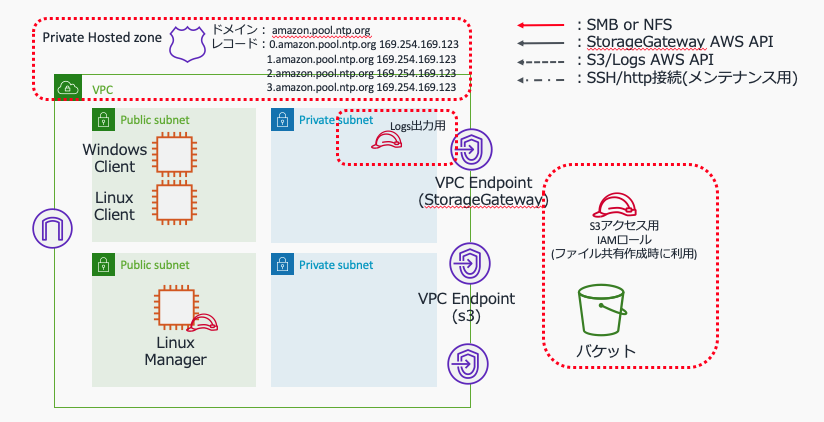 Private Hosted zone
ドメイン： amazon.pool.ntp.org
レコード：0.amazon.pool.ntp.org 169.254.169.123
1.amazon.pool.ntp.org 169.254.169.123
2.amazon.pool.ntp.org 169.254.169.123
3.amazon.pool.ntp.org 169.254.169.123
：SMB or NFS
：StorageGateway AWS API
：S3/Logs AWS API
：SSH/http接続(メンテナンス用)
VPC
Public subnet
Private subnet
Logs出力用
Windows
Client
Linux
Client
VPC Endpoint
(StorageGateway)
S3アクセス用
IAMロール
(ファイル共有作成時に利用)
Public subnet
Private subnet
VPC Endpoint
(s3)
Linux
Manager
バケット